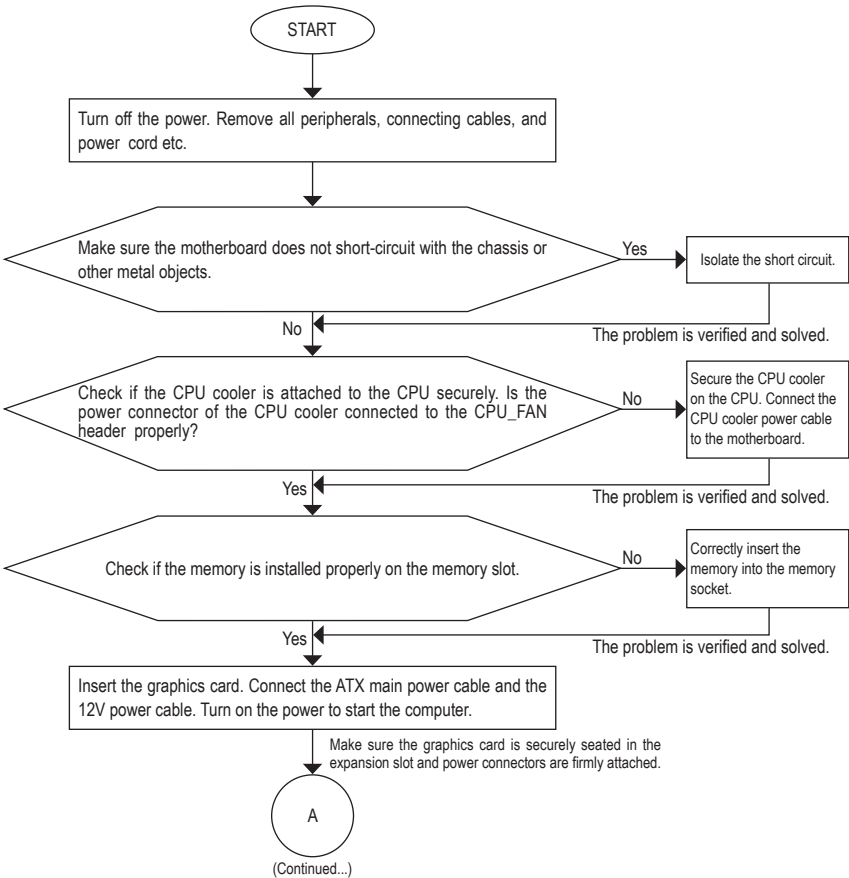 START
Turn off the power. Remove all peripherals, connecting cables, and
power cord etc.
Make sure the motherboard does not short-circuit with the chassis or
other metal objects.
Yes
Isolate the short circuit.
No
The problem is verified and solved.
Check if the CPU cooler is attached to the CPU securely. Is the
power connector of the CPU cooler connected to the CPU_FAN
header properly?
No
Secure the CPU cooler
on the CPU. Connect the
CPU cooler power cable
to the motherboard.
Yes
The problem is verified and solved.
Check if the memory is installed properly on the memory slot.
No
Correctly insert the
memory into the memory
socket.
Yes
The problem is verified and solved.
Insert the graphics card. Connect the ATX main power cable and the
12V power cable. Turn on the power to start the computer.
Make sure the graphics card is securely seated in the
expansion slot and power connectors are firmly attached.
A
(Continued...)